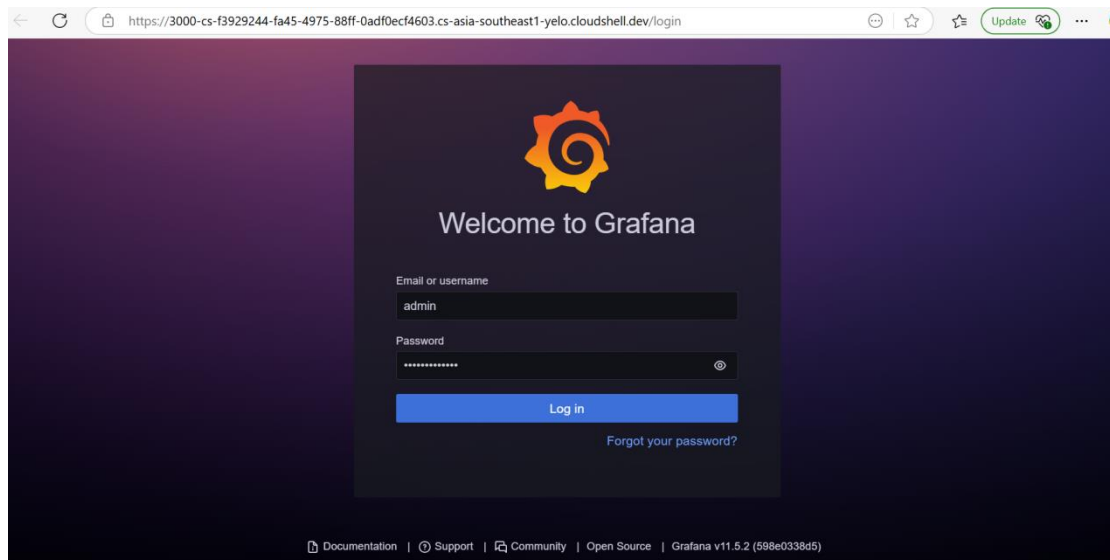 https://3000-cs-f3929244-fa45-4975-88ff-0adf0ecf4603.cs-asia-southeast1-yelo.cloudshell.dev/login
Update
Welcome to Grafana
Email or username
admin
Password
•••••••••••••
Log in
Forgot your password?
Documentation | Support | Community | Open Source | Grafana v11.5.2 (598e0338d5)